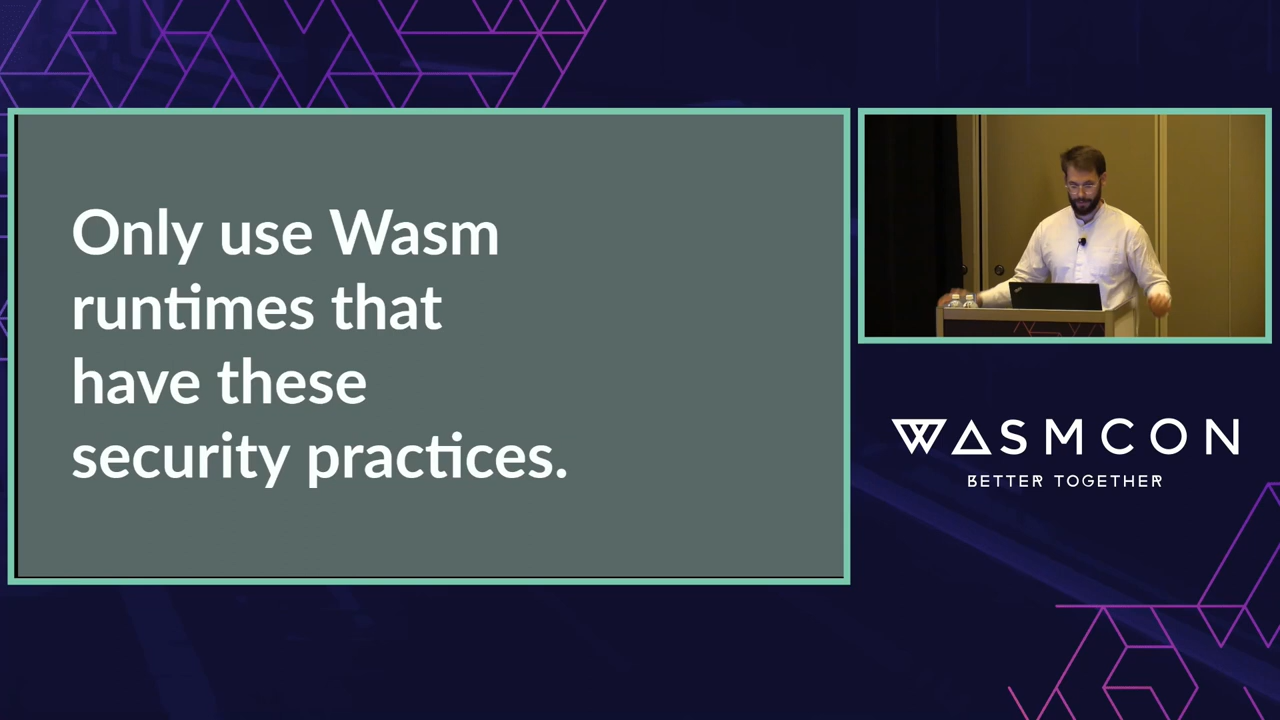 Only use Wasm
runtimes that
have these
security practices.
WASMCON
BETTER TOGETHER